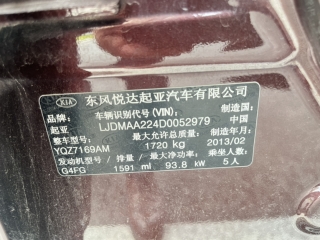 KIA 东风悦达起亚汽车有限公司
品牌： 车辆识别代号(VIN)： 制造国：
起亚 LJDMAA224D0052979 中国
整车型号： 最大允许总质量： 制造年月：
YQZ7169AM 1720 kg 2013/02
发动机型号 / 排量 / 最大净功率： 乘坐人数：
G4FG 1591 ml 93.8 kW 5人